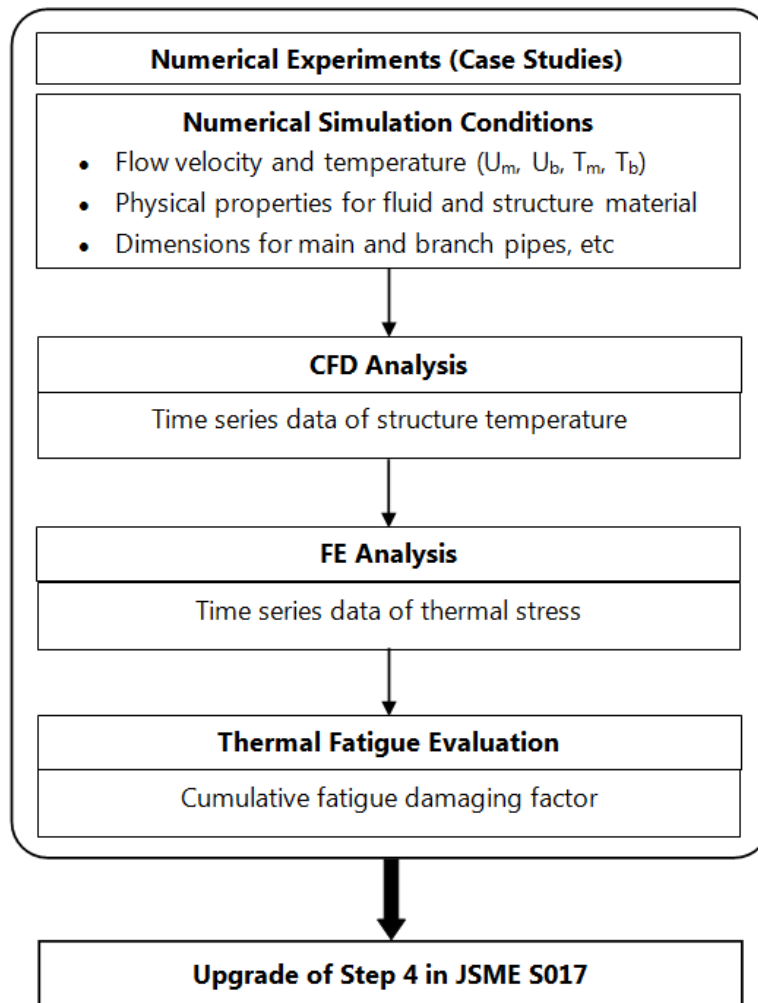 Numerical Experiments (Case Studies)
Numerical Simulation Conditions
• Flow velocity and temperature (Um, Ub, Tm, Tb)
• Physical properties for fluid and structure material
• Dimensions for main and branch pipes, etc
CFD Analysis
Time series data of structure temperature
FE Analysis
Time series data of thermal stress
Thermal Fatigue Evaluation
Cumulative fatigue damaging factor
Upgrade of Step 4 in JSME S017